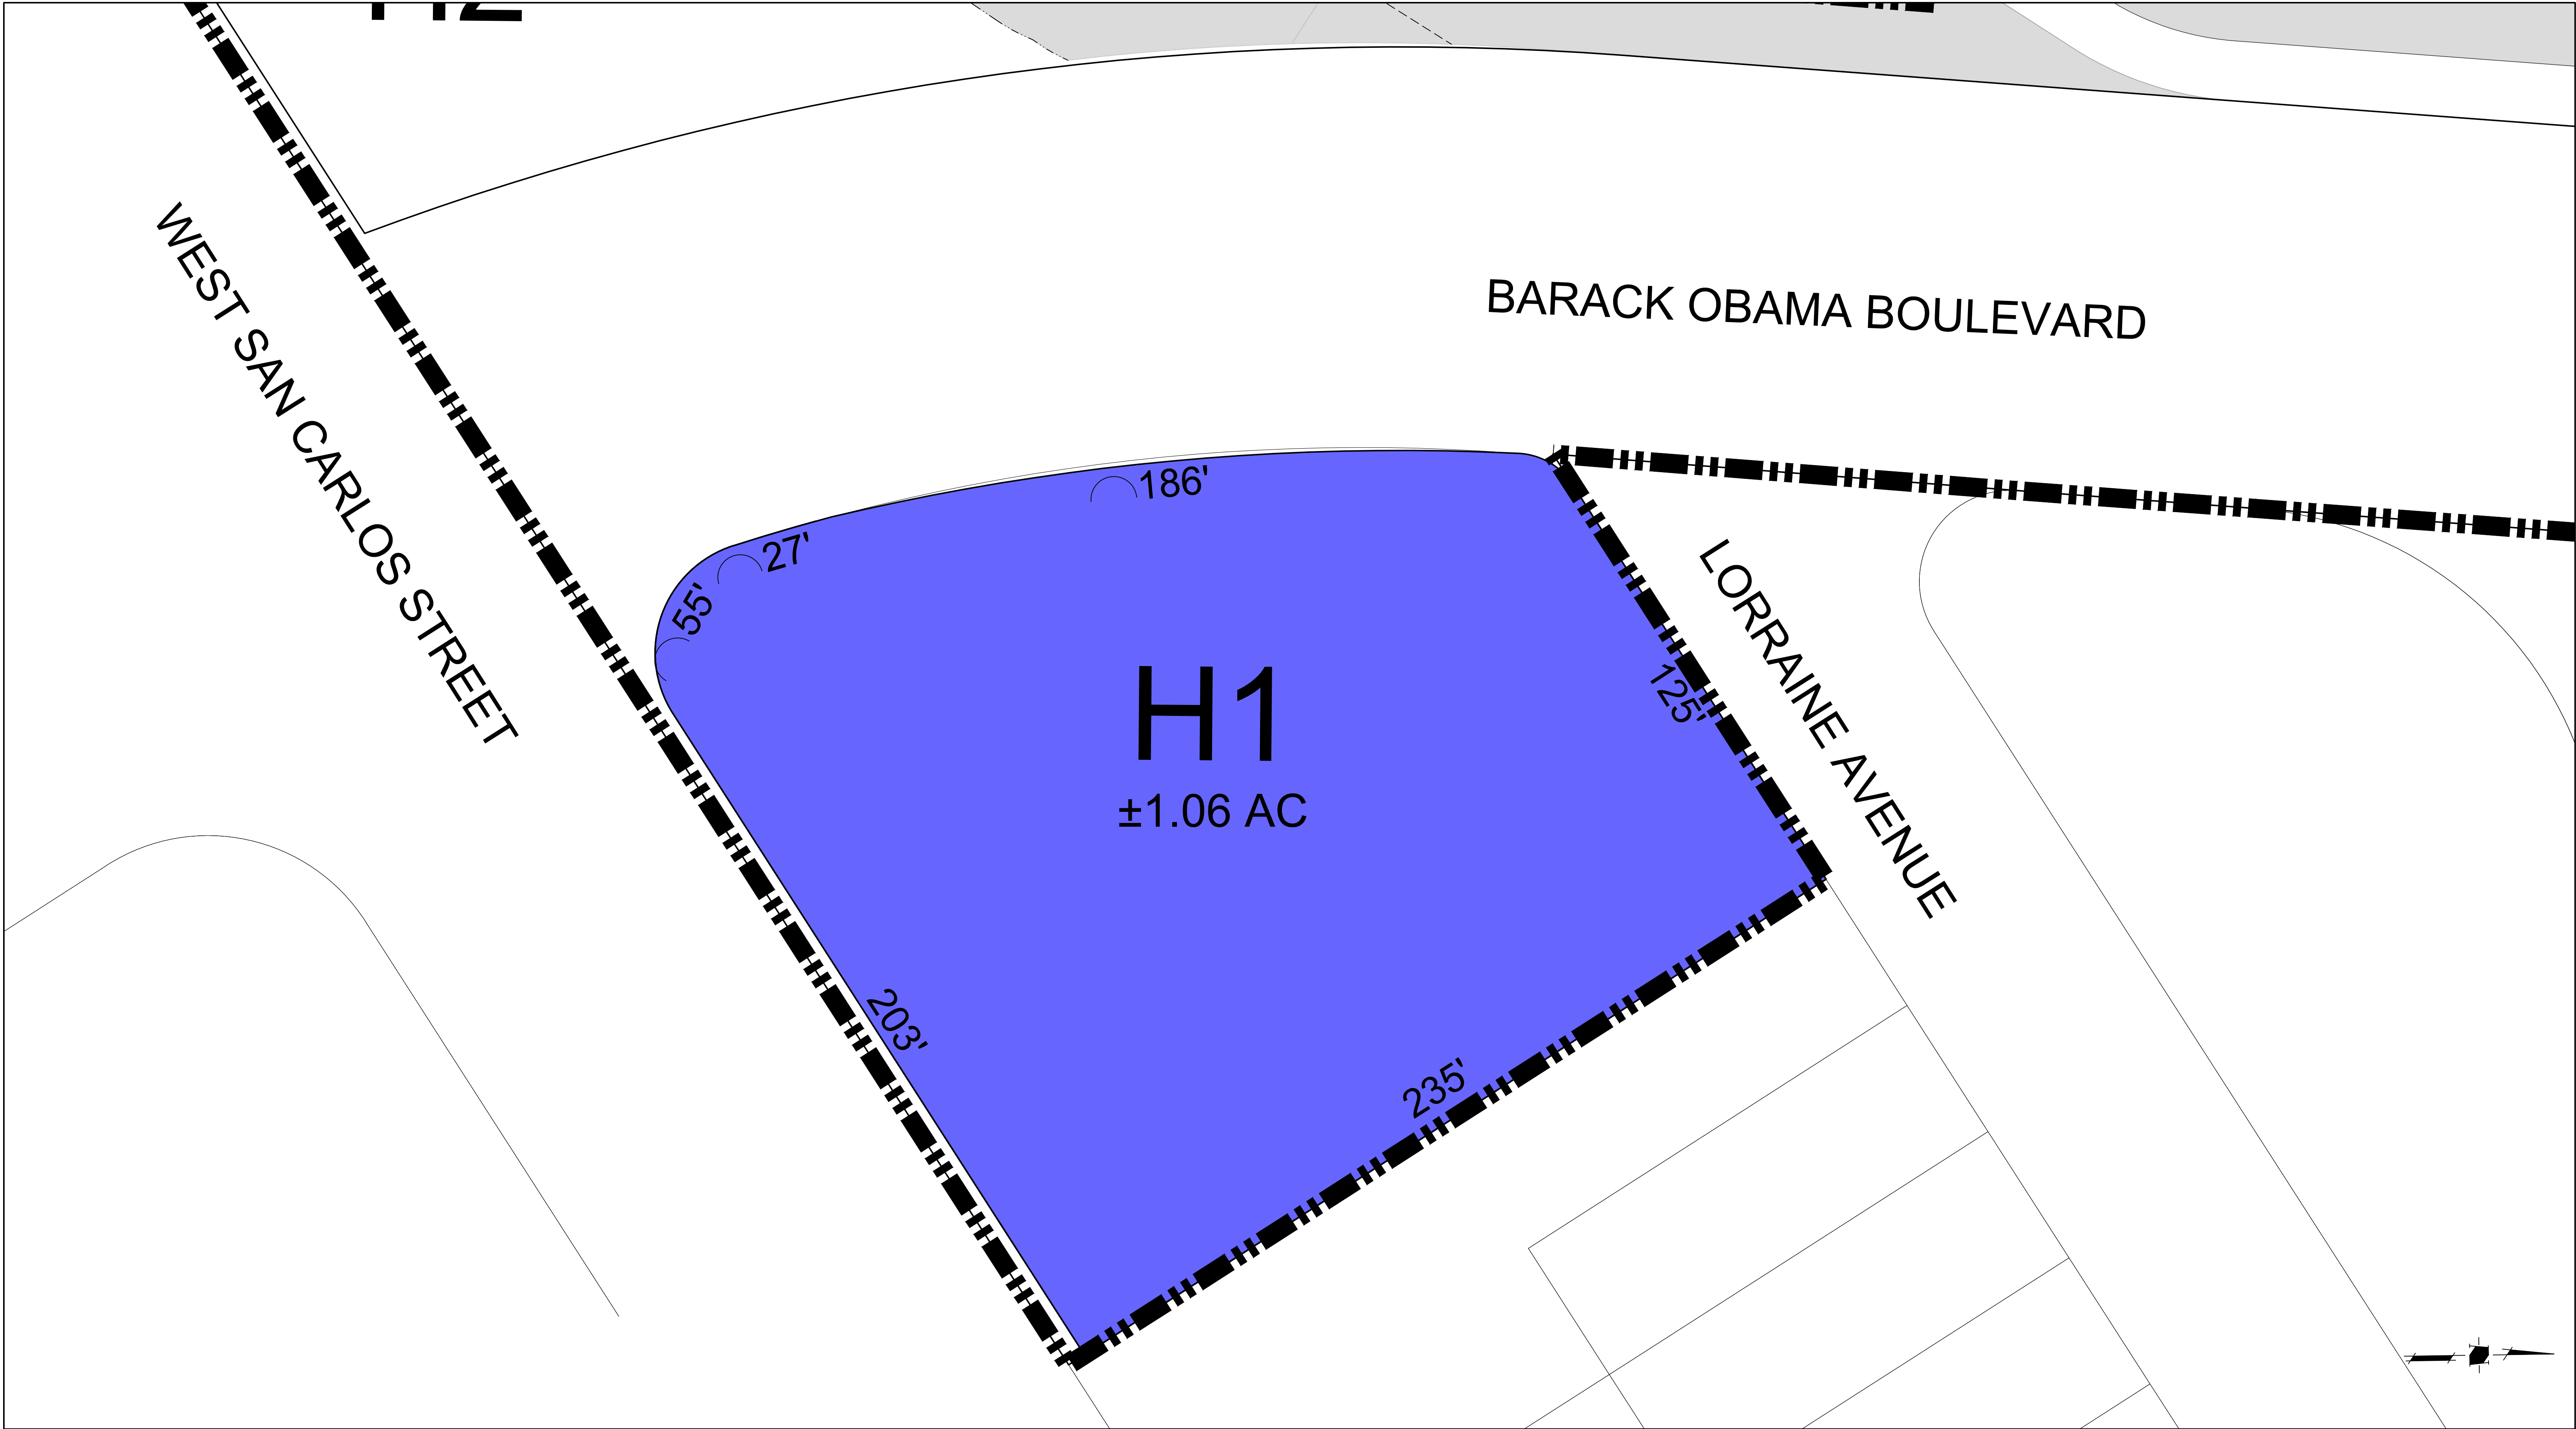 WEST SAN CARLOS STREET
BARACK OBAMA BOULEVARD
186'
27'
55'
LORRAINE AVENUE
125'
H1
±1.06 AC
203'
235'